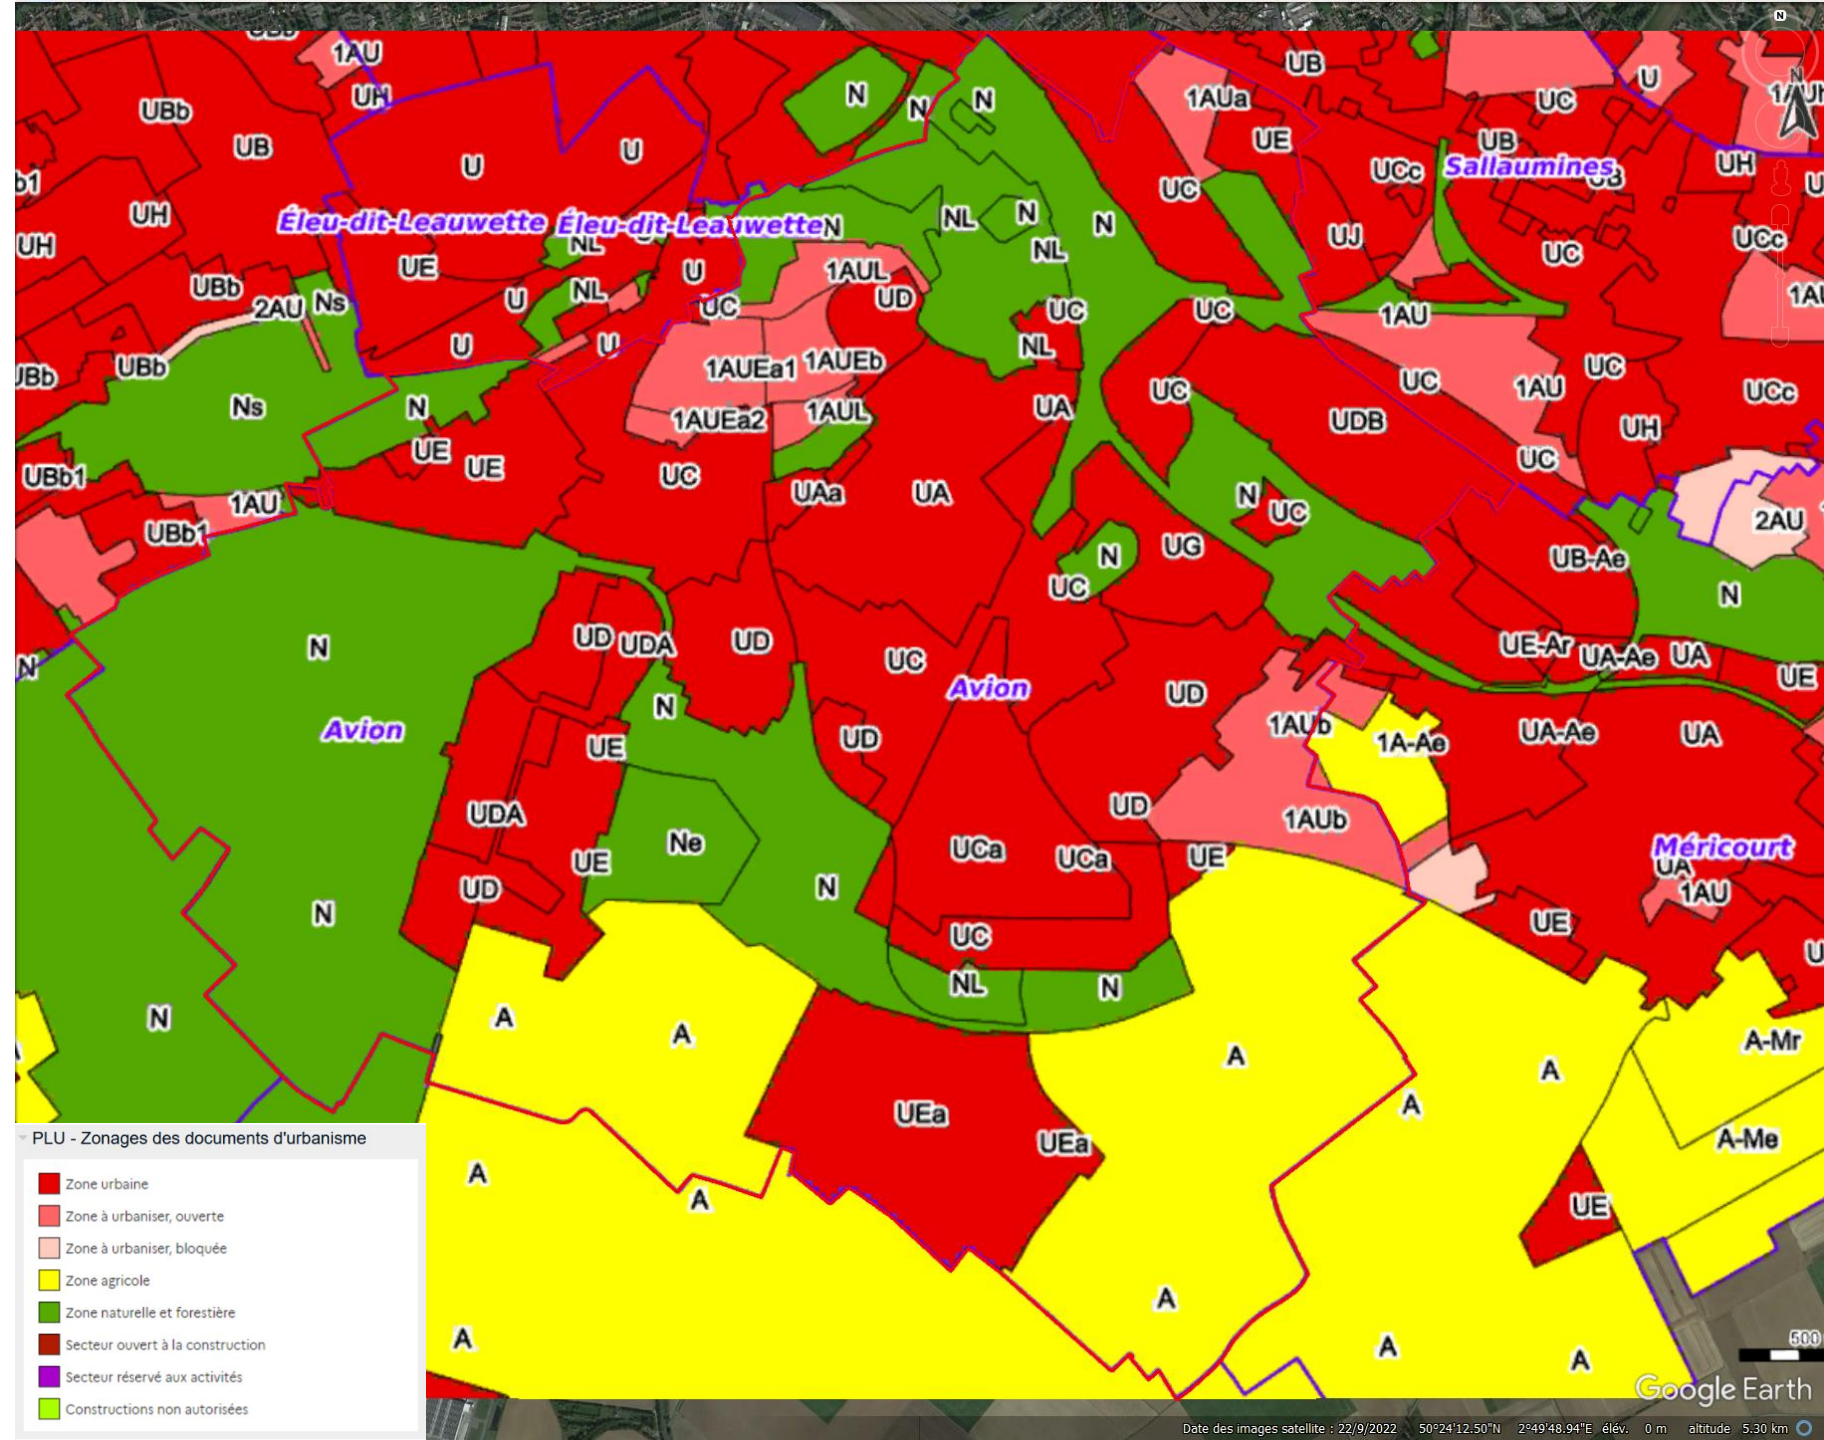 N
1AU
UB
U
UH
1AUa
UC
N
N
N
UBb
UB
U
U
UE
UB
UCc
Sallaumines
UH
UC
UH
UH
Éleu-dit-Leauwette
Éleu-dit-Leauwette
N
NL
N
N
NL
UJ
UCc
UC
UE
NL
U
NL
U
1AUL
UD
UBb
2AU
Ns
UC
UC
UC
1AU
U
U
NL
UBb
UBb
1AUEa1
1AUEb
UC
UC
1AU
UC
UCc
Ns
N
1AUEa2
1AUL
UA
UDB
UH
UE
UE
UC
UC
UBb1
UAa
UA
N
UC
1AU
UBb1
2AU
UG
N
UC
UB-Ae
N
N
UD
UDA
UD
UC
UE-Ar
UA-Ae
UA
N
Avion
UD
UE
N
Avion
UD
1AUb
1A-Ae
UA-Ae
UA
UE
UDA
UD
1AUb
Ne
UCa
UCa
UE
Méricourt
UA
1AU
UE
UD
N
N
UC
UE
NL
N
N
A
A
A
A
A-Mr
UEa
UEa
A
A-Me
A
A
UE
A
A
A
A
PLU - Zonages des documents d'urbanisme
Zone urbaine
Zone à urbaniser, ouverte
Zone à urbaniser, bloquée
Zone agricole
Zone naturelle et forestière
Secteur ouvert à la construction
Secteur réservé aux activités
Constructions non autorisées
500
Google Earth
Date des images satellite : 22/9/2022 50°24'12.50"N 2°49'48.94"E élév. 0 m altitude 5.30 km